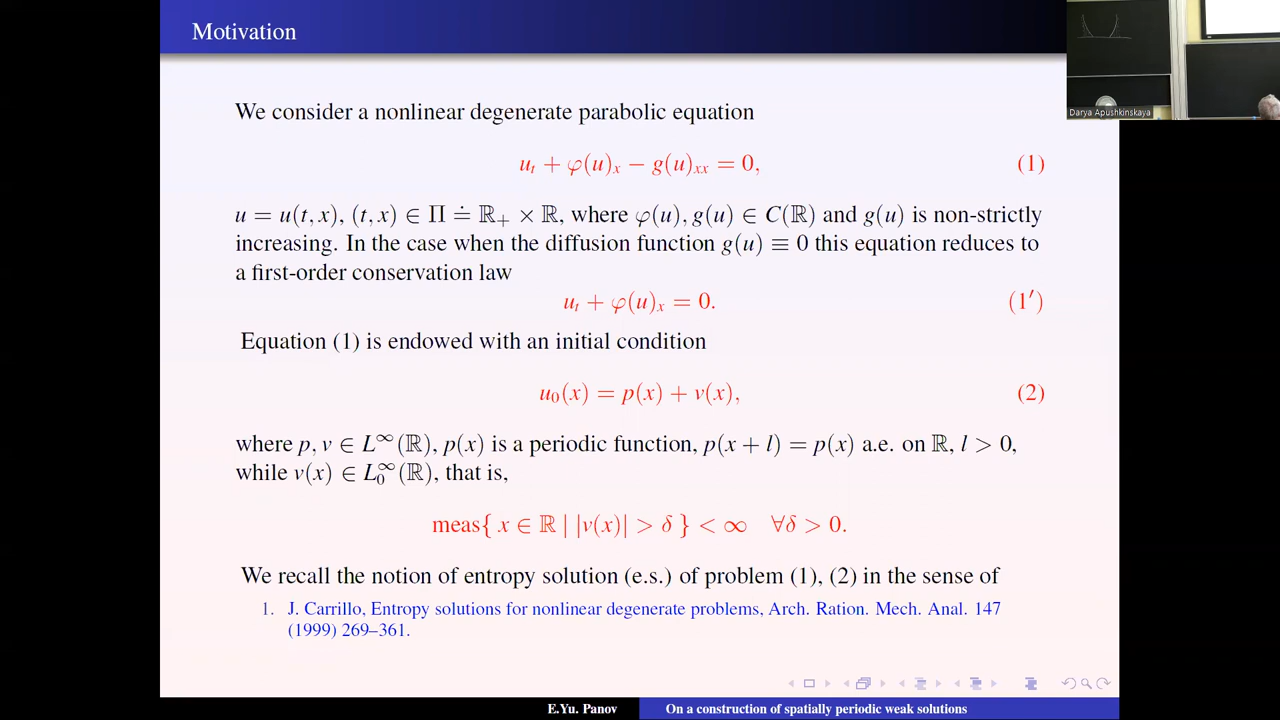 Motivation
We consider a nonlinear degenerate parabolic equation
u_t + φ(u)_x − g(u)_xx = 0, (1)
u = u(t, x), (t, x) ∈ Π ≐ ℝ₊ × ℝ, where φ(u), g(u) ∈ C(ℝ) and g(u) is non-strictly
increasing. In the case when the diffusion function g(u) ≡ 0 this equation reduces to
a first-order conservation law
u_t + φ(u)_x = 0. (1′)
Equation (1) is endowed with an initial condition
u₀(x) = p(x) + v(x), (2)
where p, v ∈ L^∞(ℝ), p(x) is a periodic function, p(x + l) = p(x) a.e. on ℝ, l > 0,
while v(x) ∈ L₀^∞(ℝ), that is,
meas{ x ∈ ℝ | |v(x)| > δ } < ∞ ∀δ > 0.
We recall the notion of entropy solution (e.s.) of problem (1), (2) in the sense of
1. J. Carrillo, Entropy solutions for nonlinear degenerate problems, Arch. Ration. Mech. Anal. 147
(1999) 269–361.
E.Yu. Panov On a construction of spatially periodic weak solutions
Darya Apushkinskaya